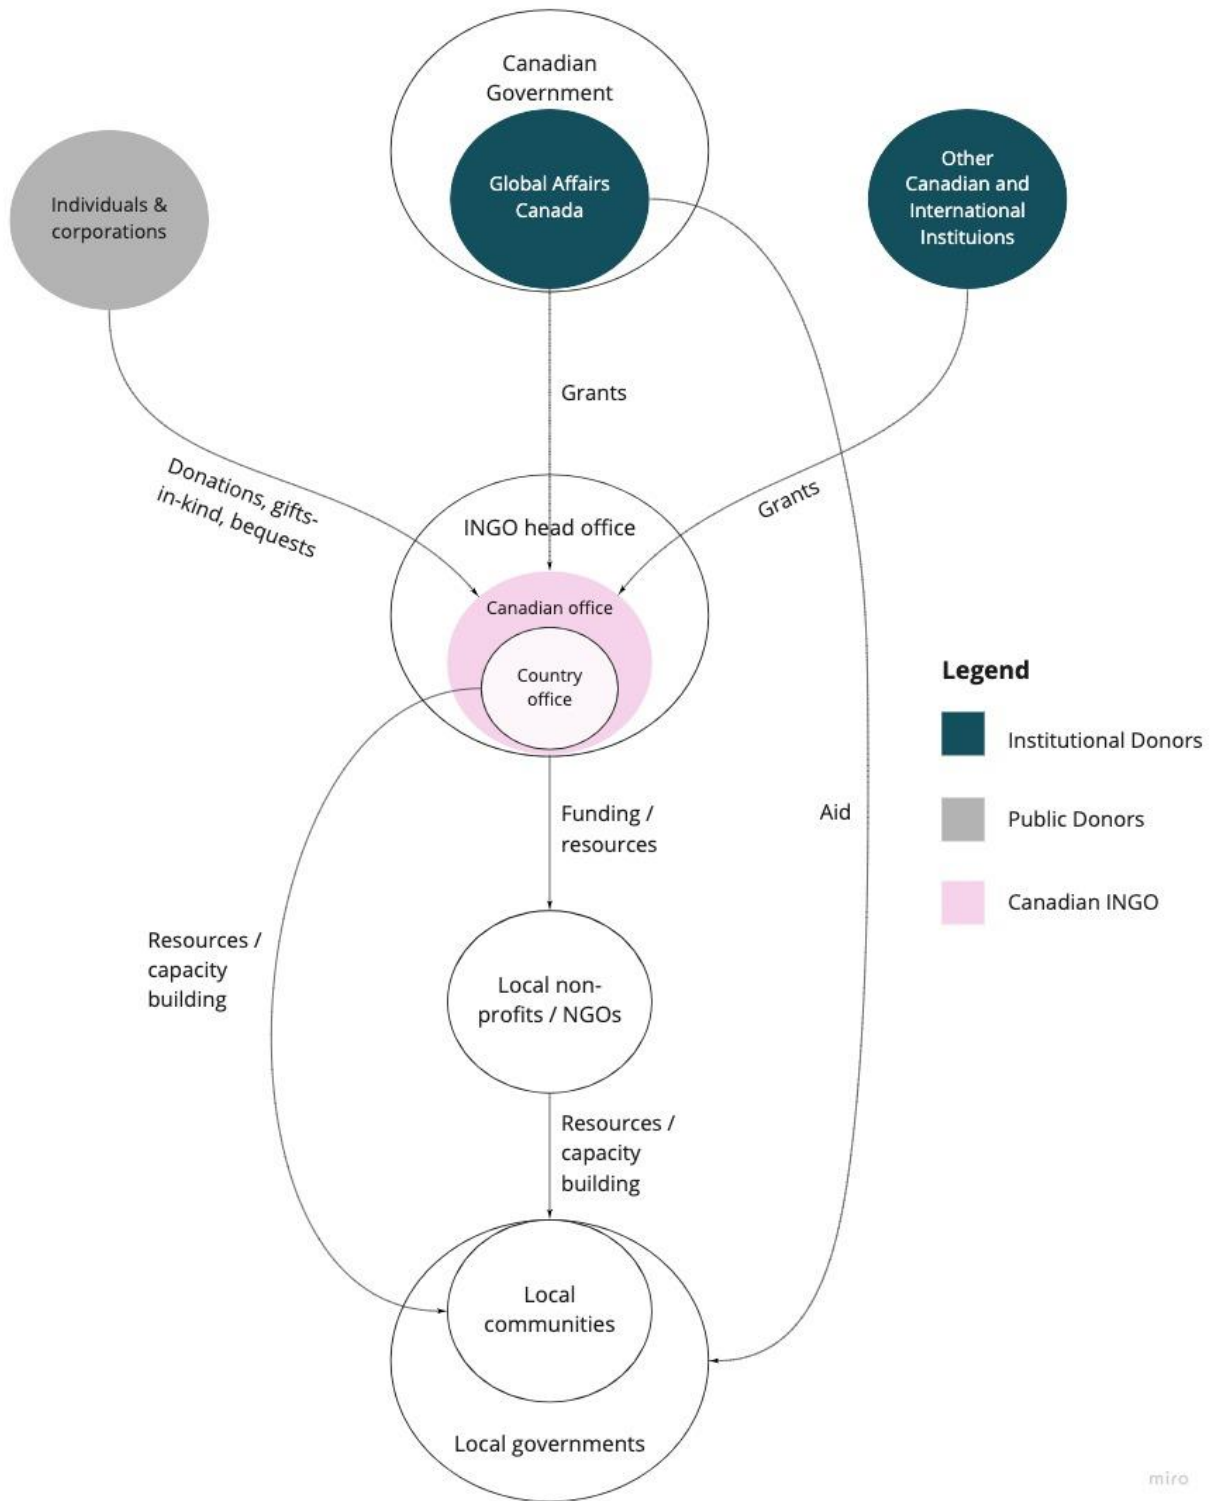 Canadian
Government
Global Affairs
Canada
Individuals &
corporations
Other
Canadian and
International
Instituions
Grants
Donations, gifts-
in-kind, bequests
Grants
INGO head office
Canadian office
Country
office
Legend
Institutional Donors
Public Donors
Canadian INGO
Funding /
resources
Aid
Resources /
capacity
building
Local non-
profits / NGOs
Resources /
capacity
building
Local
communities
Local governments
miro